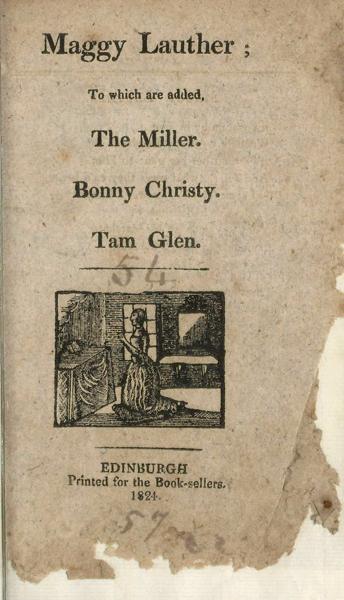 Maggy Lauther ;
To which are added,
The Miller.
Bonny Christy.
Tam Glen.
54
EDINBURGH
Printed for the Book-sellers.
1824.
57